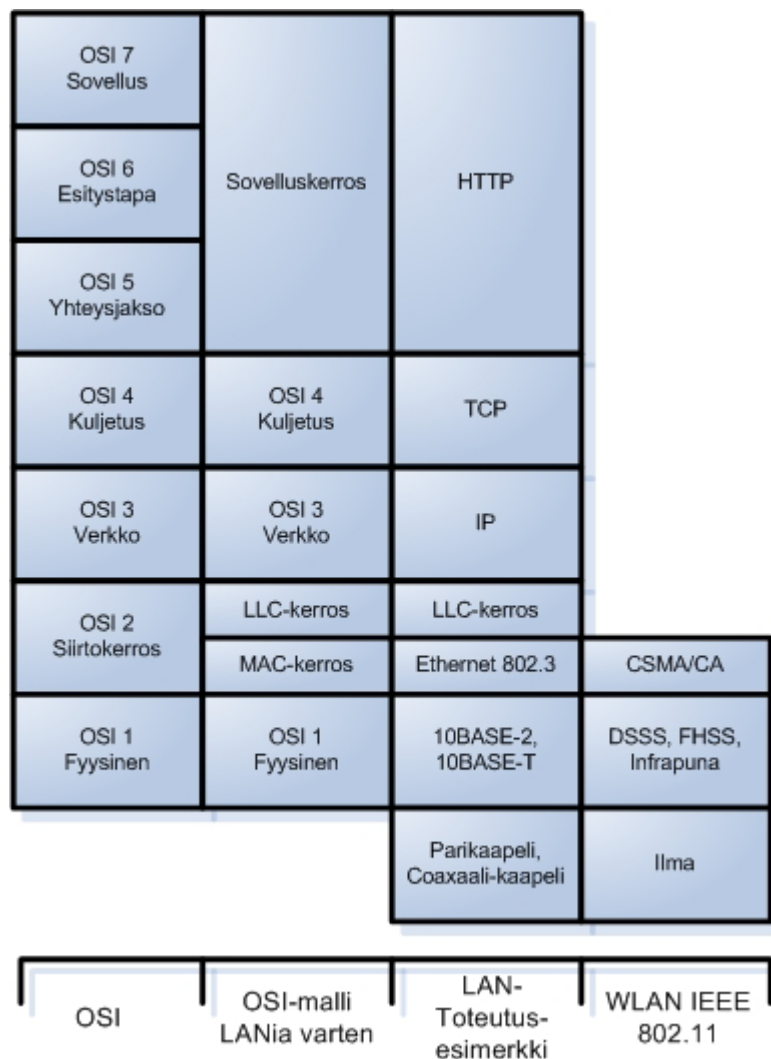 OSI 7
Sovellus
OSI 6
Esitystapa
OSI 5
Yhteysjakso
Sovelluskerros
HTTP
OSI 4
Kuljetus
OSI 4
Kuljetus
TCP
OSI 3
Verkko
OSI 3
Verkko
IP
OSI 2
Siirtokerros
LLC-kerros
LLC-kerros
MAC-kerros
Ethernet 802.3
CSMA/CA
OSI 1
Fyysinen
OSI 1
Fyysinen
10BASE-2,
10BASE-T
DSSS, FHSS,
Infrapuna
Parikaapeli,
Coaxaali-kaapeli
Ilma
OSI
OSI-malli
LANia varten
LAN-
Toteutus-
esimerkki
WLAN IEEE
802.11